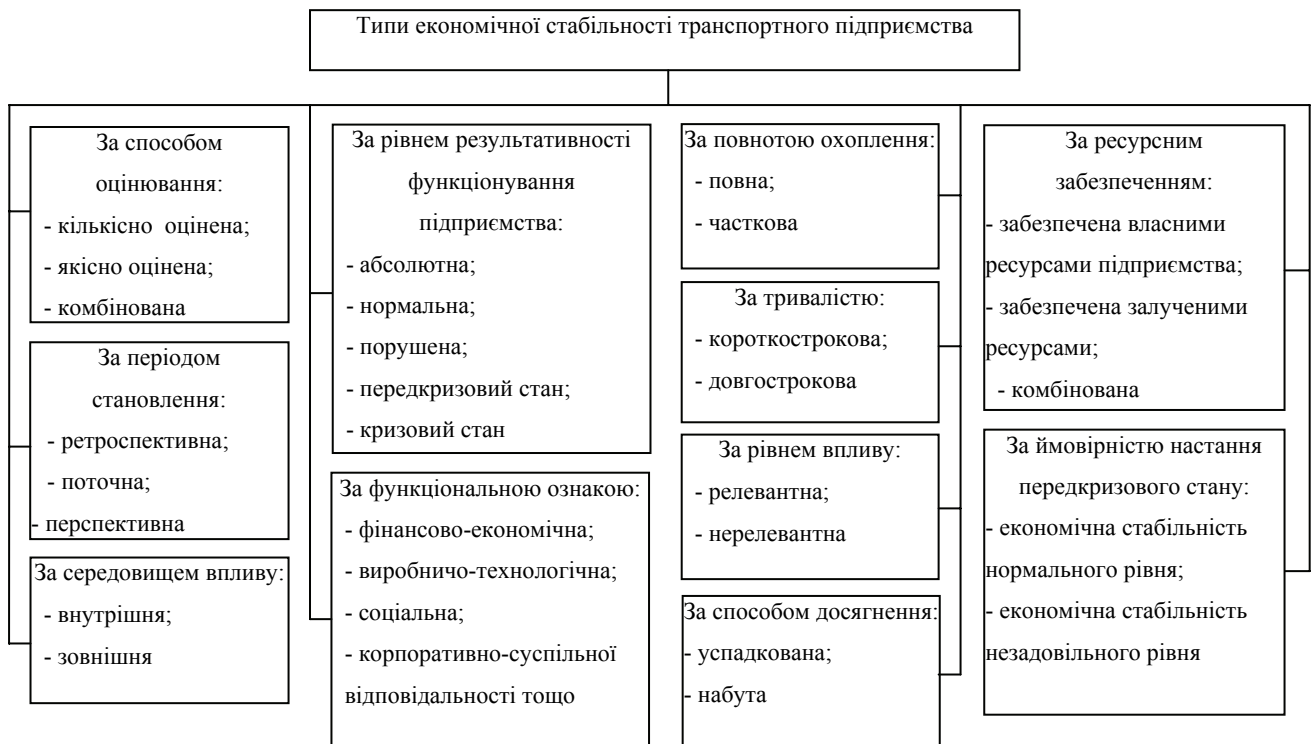 Типи економічної стабільності транспортного підприємства
За способом
оцінювання:
- кількісно оцінена;
- якісно оцінена;
- комбінована
За періодом
становлення:
- ретроспективна;
- поточна;
- перспективна
За середовищем впливу:
- внутрішня;
- зовнішня
За рівнем результативності
функціонування
підприємства:
- абсолютна;
- нормальна;
- порушена;
- передкризовий стан;
- кризовий стан
За функціональною ознакою:
- фінансово-економічна;
- виробничо-технологічна;
- соціальна;
- корпоративно-суспільної
відповідальності тощо
За повнотою охоплення:
- повна;
- часткова
За тривалістю:
- короткострокова;
- довгострокова
За рівнем впливу:
- релевантна;
- нерелевантна
За способом досягнення:
- успадкована;
- набута
За ресурсним
забезпеченням:
- забезпечена власними
ресурсами підприємства;
- забезпечена залученими
ресурсами;
- комбінована
За ймовірністю настання
передкризового стану:
- економічна стабільність
нормального рівня;
- економічна стабільність
незадовільного рівня